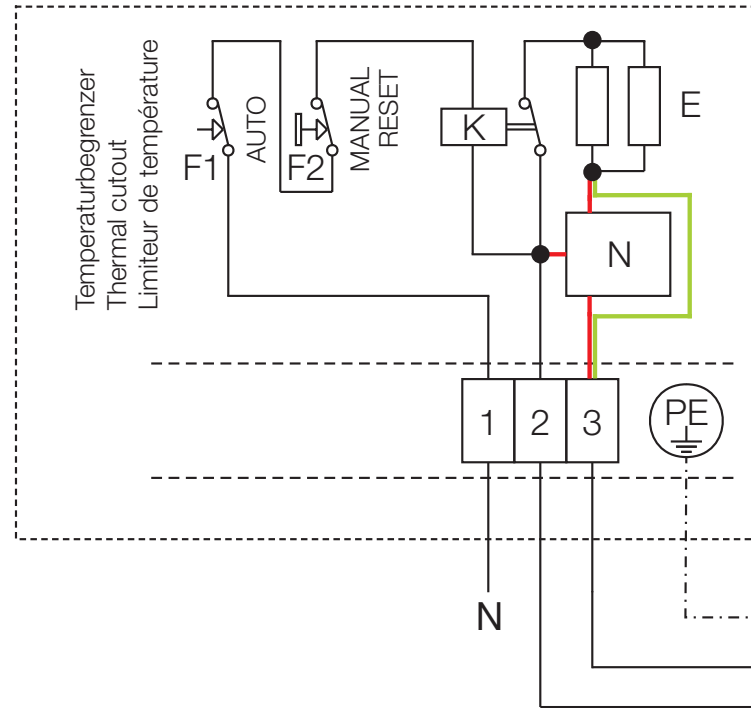 Temperaturbegrenzer
Thermal cutout
Limiteur de température
F1
AUTO
F2
MANUAL
RESET
K
E
N
1
2
3
PE
N